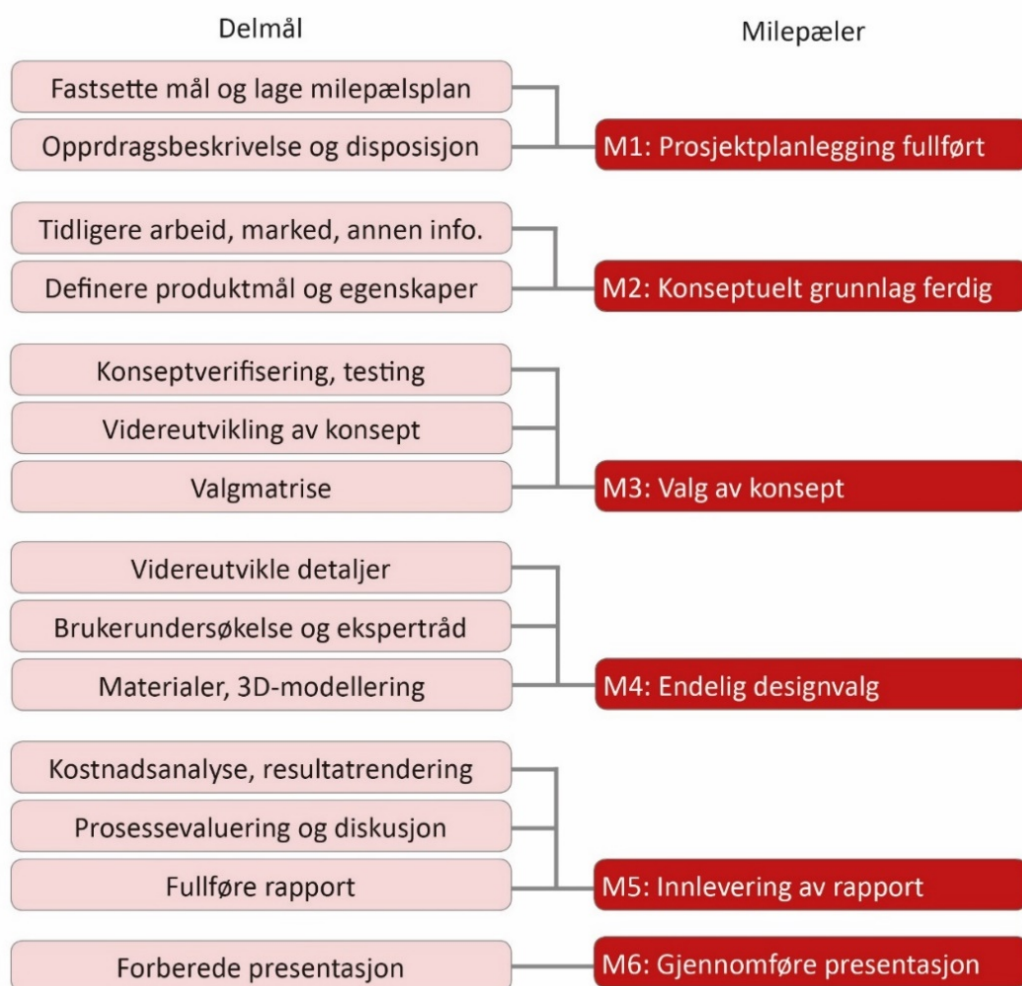 Delmål
Milepæler
Fastsette mål og lage milepælsplan
Opprdragsbeskrivelse og disposisjon
M1: Prosjektplanlegging fullført
Tidligere arbeid, marked, annen info.
Definere produktmål og egenskaper
M2: Konseptuelt grunnlag ferdig
Konseptverifisering, testing
Videreutvikling av konsept
Valgmatrise
M3: Valg av konsept
Videreutvikle detaljer
Brukerundersøkelse og ekspertråd
Materialer, 3D-modellering
M4: Endelig designvalg
Kostnadsanalyse, resultatrendering
Prosessevaluering og diskusjon
Fullføre rapport
M5: Innlevering av rapport
Forberede presentasjon
M6: Gjennomføre presentasjon